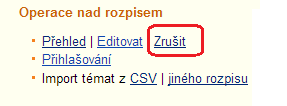 Operace nad rozpisem
• Přehled | Editovat Zrušit
• Přihlašování
• Import témat z CSV | jiného rozpisu